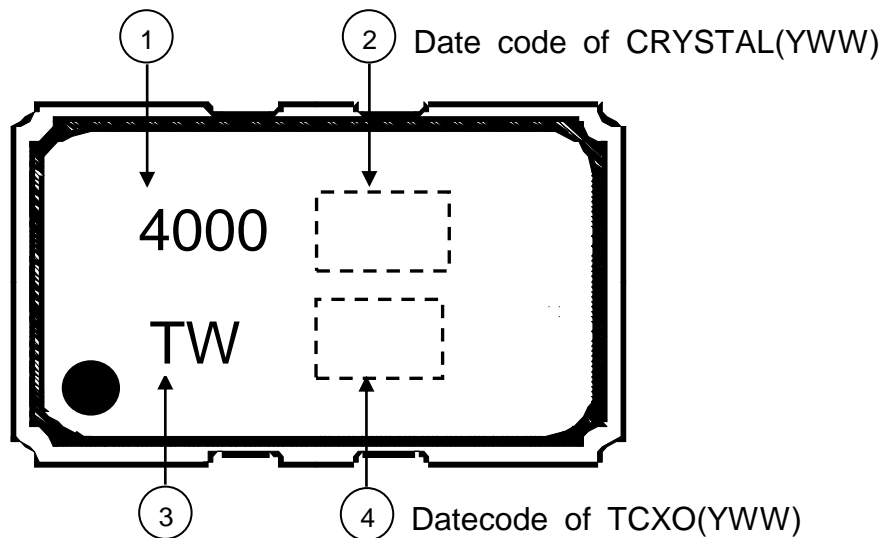 1
2 Date code of CRYSTAL(YWW)
4000
TW
3
4 Datecode of TCXO(YWW)